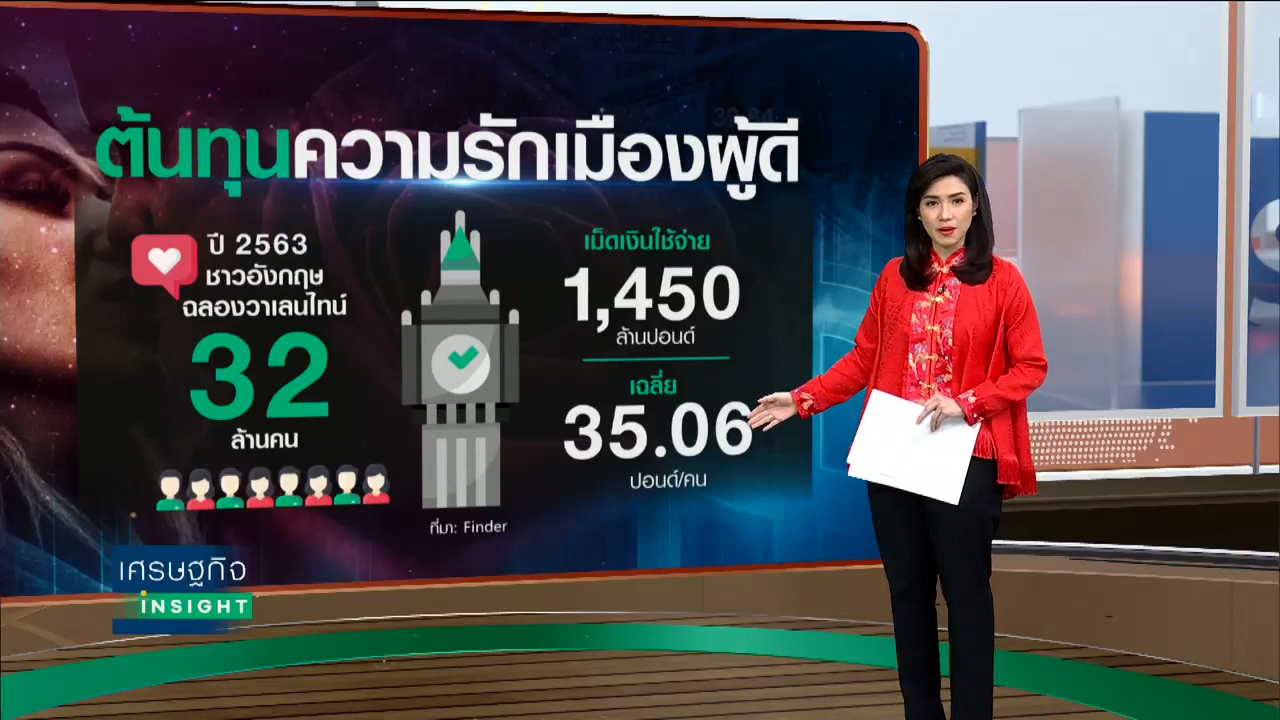 ต้นทุนความรักเมืองผู้ดี
ปี 2563
ชาวอังกฤษ
ฉลองวาเลนไทน์
32
ล้านคน
เม็ดเงินใช้จ่าย
1,450
ล้านปอนด์
เฉลี่ย
35.06
ปอนด์/คน
ที่มา: Finder
เศรษฐกิจ
INSIGHT